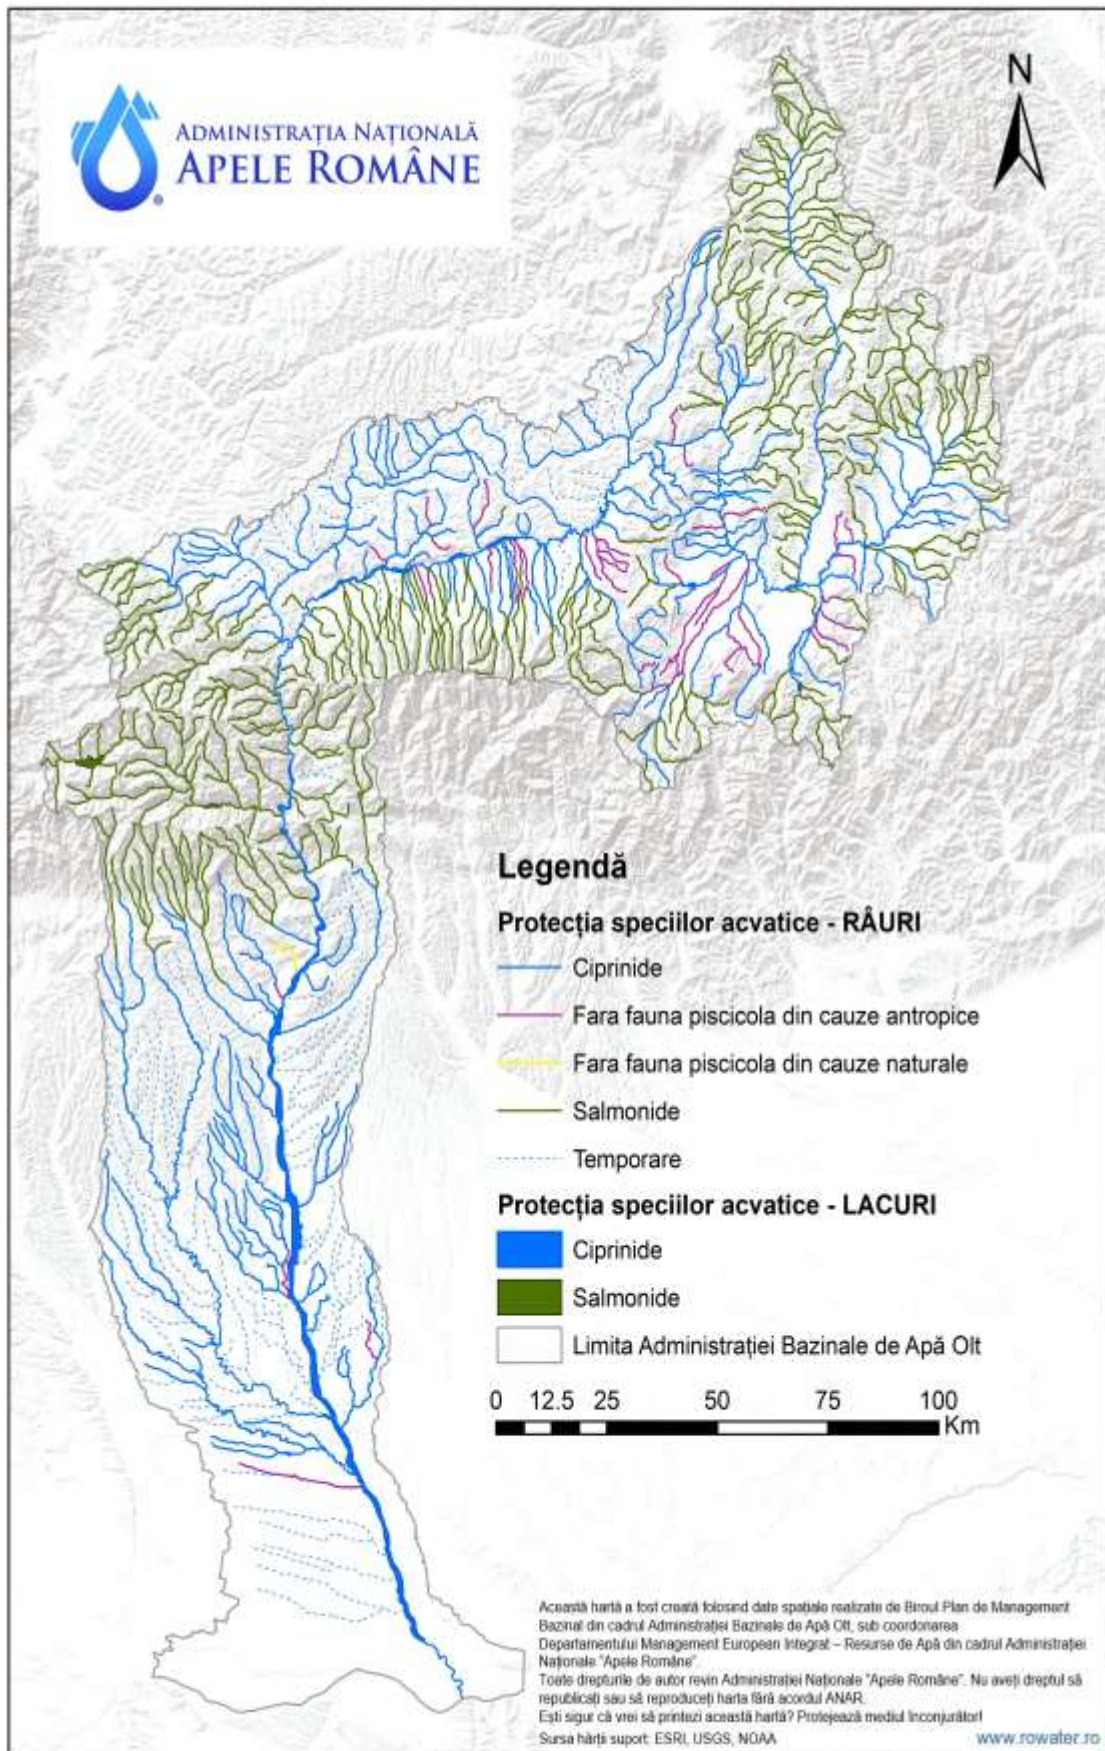 ADMINISTRAȚIA NAȚIONALĂ
APELE ROMÂNE
®
N
Legendă
Protecția speciilor acvatice - RÂURI
Ciprinide
Fara fauna piscicola din cauze antropice
Fara fauna piscicola din cauze naturale
Salmonide
Temporare
Protecția speciilor acvatice - LACURI
Ciprinide
Salmonide
Limita Administrației Bazinale de Apă Olt
0 12.5 25 50 75 100
Km
Această hartă a fost creată folosind date spațiale realizate de Biroul Plan de Management
Bazinal din cadrul Administrației Bazinale de Apă Olt, sub coordonarea
Departamentului Management European Integrat – Resurse de Apă din cadrul Administrației
Naționale "Apele Române".
Toate drepturile de autor revin Administrației Naționale "Apele Române". Nu aveți dreptul să
republicați sau să reproduceți harta fără acordul ANAR.
Ești sigur că vrei să printezi această hartă? Protejează mediul înconjurător!
Sursa hărții suport: ESRI, USGS, NOAA
www.rowater.ro